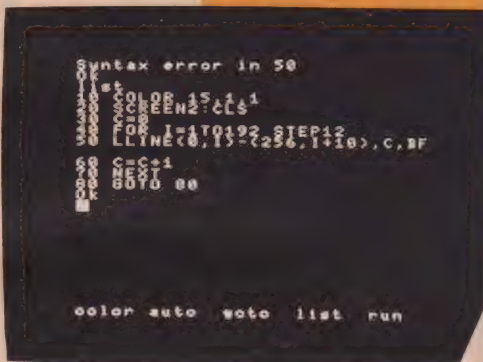 Syntax error in 50
Ok
list
10 COLOR 15,1,1
20 SCREEN2:CLS
30 C=0
40 FOR I=1TO192 STEP12
50 LLINE(0,I)-(256,I+10),C,BF
60 C=C+1
70 NEXT
80 GOTO 80
Ok
color auto goto list run